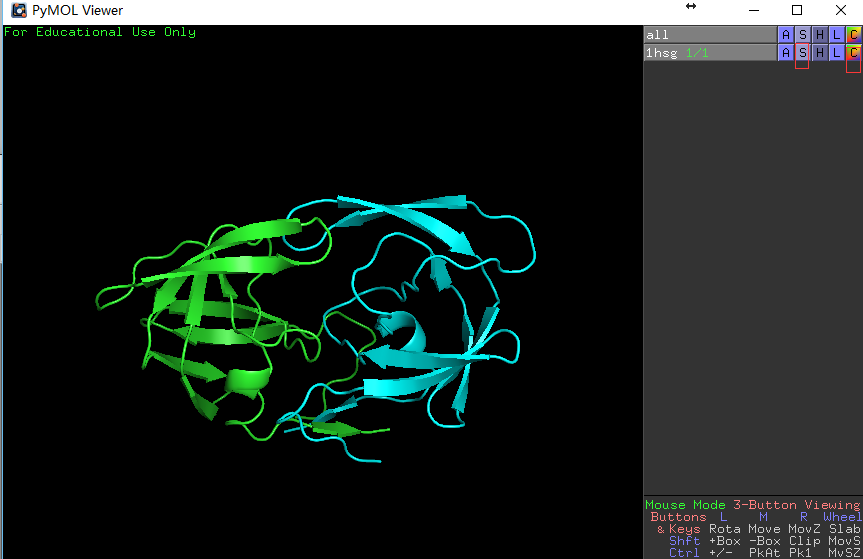 PyMOL Viewer
For Educational Use Only
all A S H L C
1hsg 1/1 A S H L C
Mouse Mode 3-Button Viewing
Buttons L M R Wheel
& Keys Rota Move MovZ Slab
Shft +Box -Box Clip MovS
Ctrl +/- PkAt Pk1 MvSZ